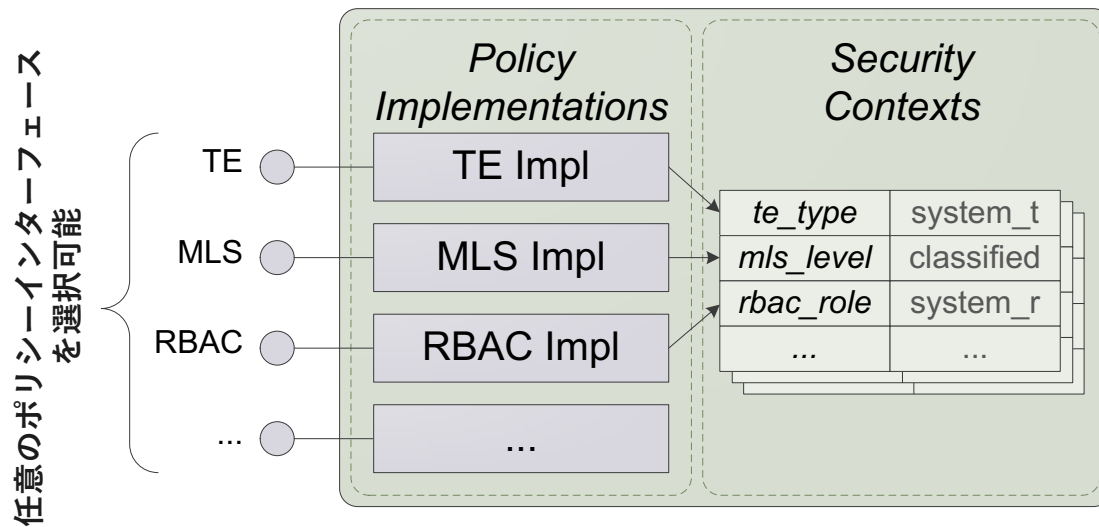 任意のポリシーインターフェース
を選択可能
Policy
Implementations
Security
Contexts
TE
TE Impl
MLS
MLS Impl
RBAC
RBAC Impl
...
...
te_type system_t
mls_level classified
rbac_role system_r
... ...